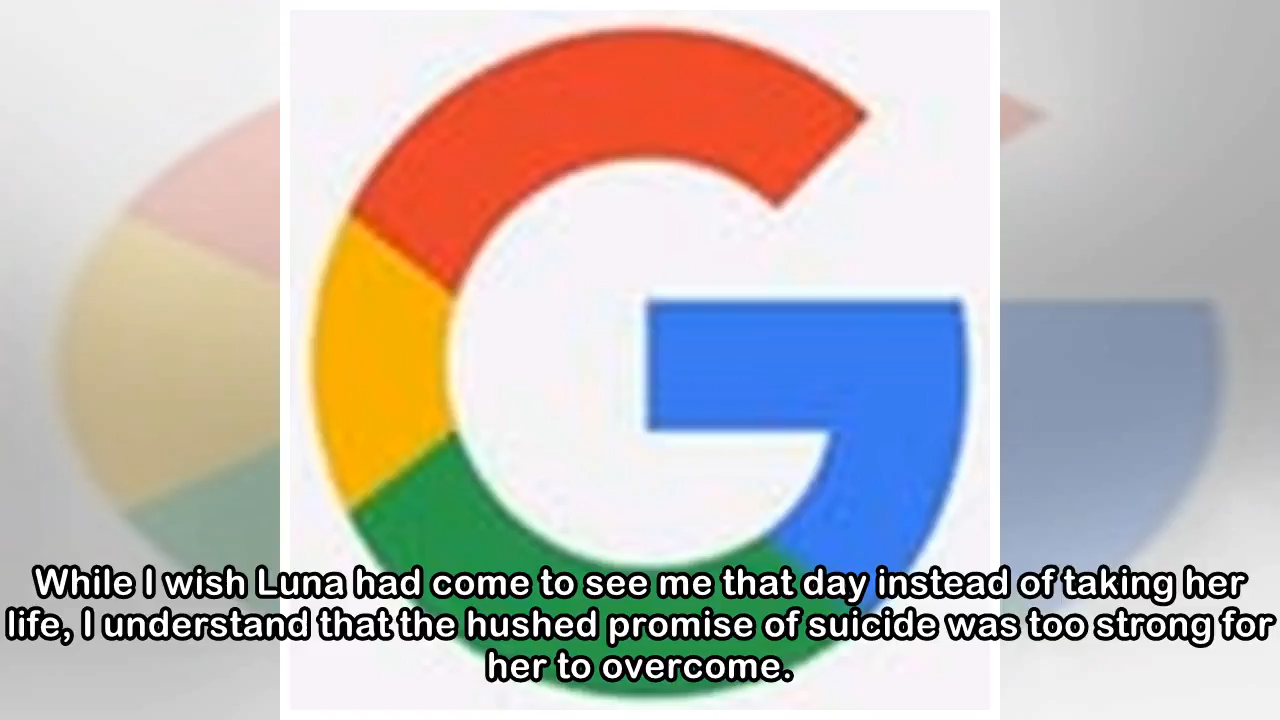 While I wish Luna had come to see me that day instead of taking her
life, I understand that the hushed promise of suicide was too strong for
her to overcome.